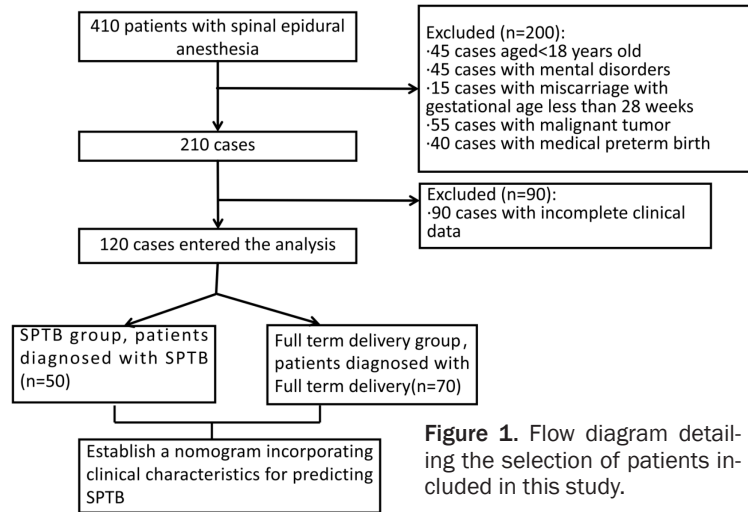 410 patients with spinal epidural
anesthesia
Excluded (n=200):
·45 cases aged<18 years old
·45 cases with mental disorders
·15 cases with miscarriage with
gestational age less than 28 weeks
·55 cases with malignant tumor
·40 cases with medical preterm birth
210 cases
Excluded (n=90):
·90 cases with incomplete clinical
data
120 cases entered the analysis
SPTB group, patients
diagnosed with SPTB
(n=50)
Full term delivery group,
patients diagnosed with
Full term delivery(n=70)
Establish a nomogram incorporating
clinical characteristics for predicting
SPTB
Figure 1. Flow diagram detail-
ing the selection of patients in-
cluded in this study.